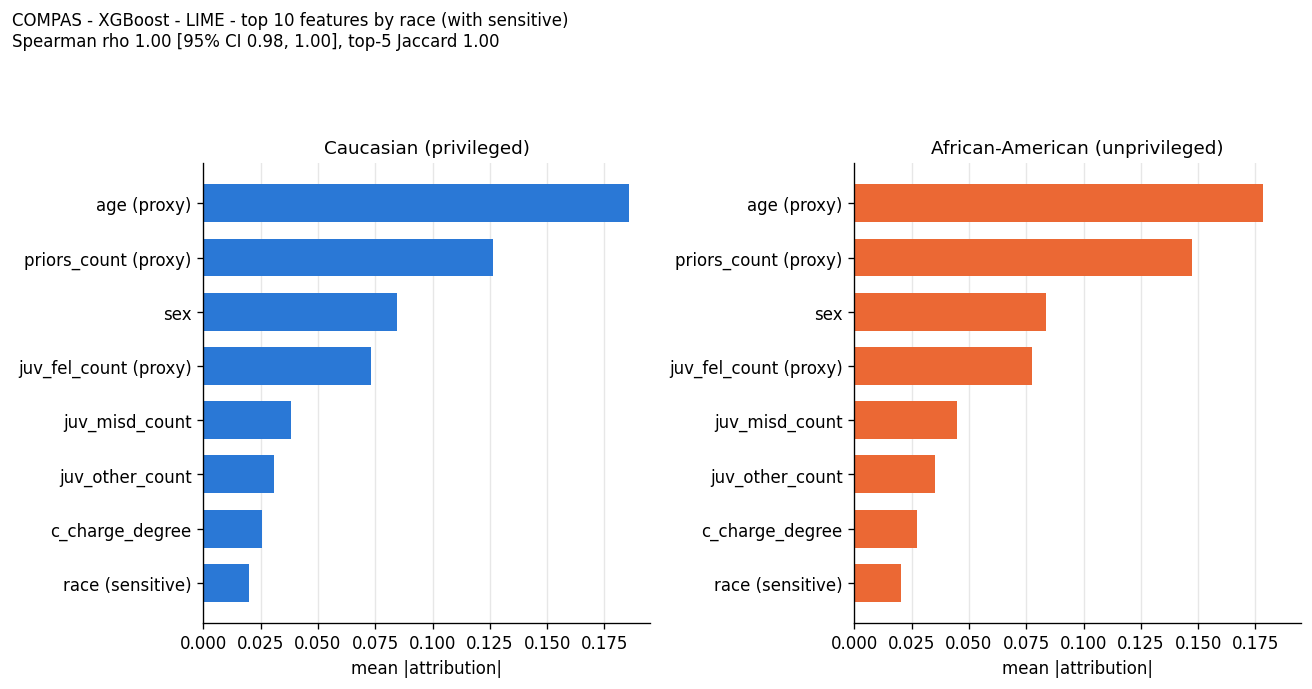 COMPAS - XGBoost - LIME - top 10 features by race (with sensitive)
Spearman rho 1.00 [95% CI 0.98, 1.00], top-5 Jaccard 1.00
Caucasian (privileged)
age (proxy)
priors_count (proxy)
sex
juv_fel_count (proxy)
juv_misd_count
juv_other_count
c_charge_degree
race (sensitive)
0.000 0.025 0.050 0.075 0.100 0.125 0.150 0.175
mean |attribution|
African-American (unprivileged)
age (proxy)
priors_count (proxy)
sex
juv_fel_count (proxy)
juv_misd_count
juv_other_count
c_charge_degree
race (sensitive)
0.000 0.025 0.050 0.075 0.100 0.125 0.150 0.175
mean |attribution|